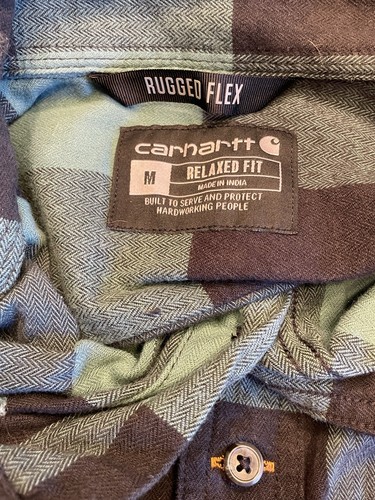 RUGGED FLEX
carhartt
M
RELAXED FIT
MADE IN INDIA
BUILT TO SERVE AND PROTECT
HARDWORKING PEOPLE